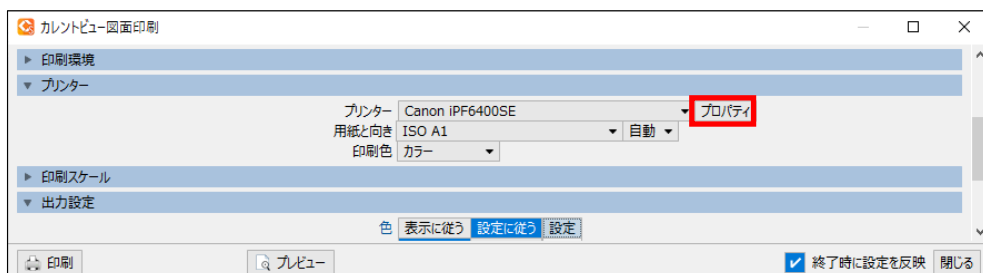 カレントビュー図面印刷
印刷環境
プリンター
プリンター Canon iPF6400SE プロパティ
用紙と向き ISO A1 自動
印刷色 カラー
印刷スケール
出力設定
色 表示に従う 設定に従う 設定
印刷 プレビュー 終了時に設定を反映 閉じる